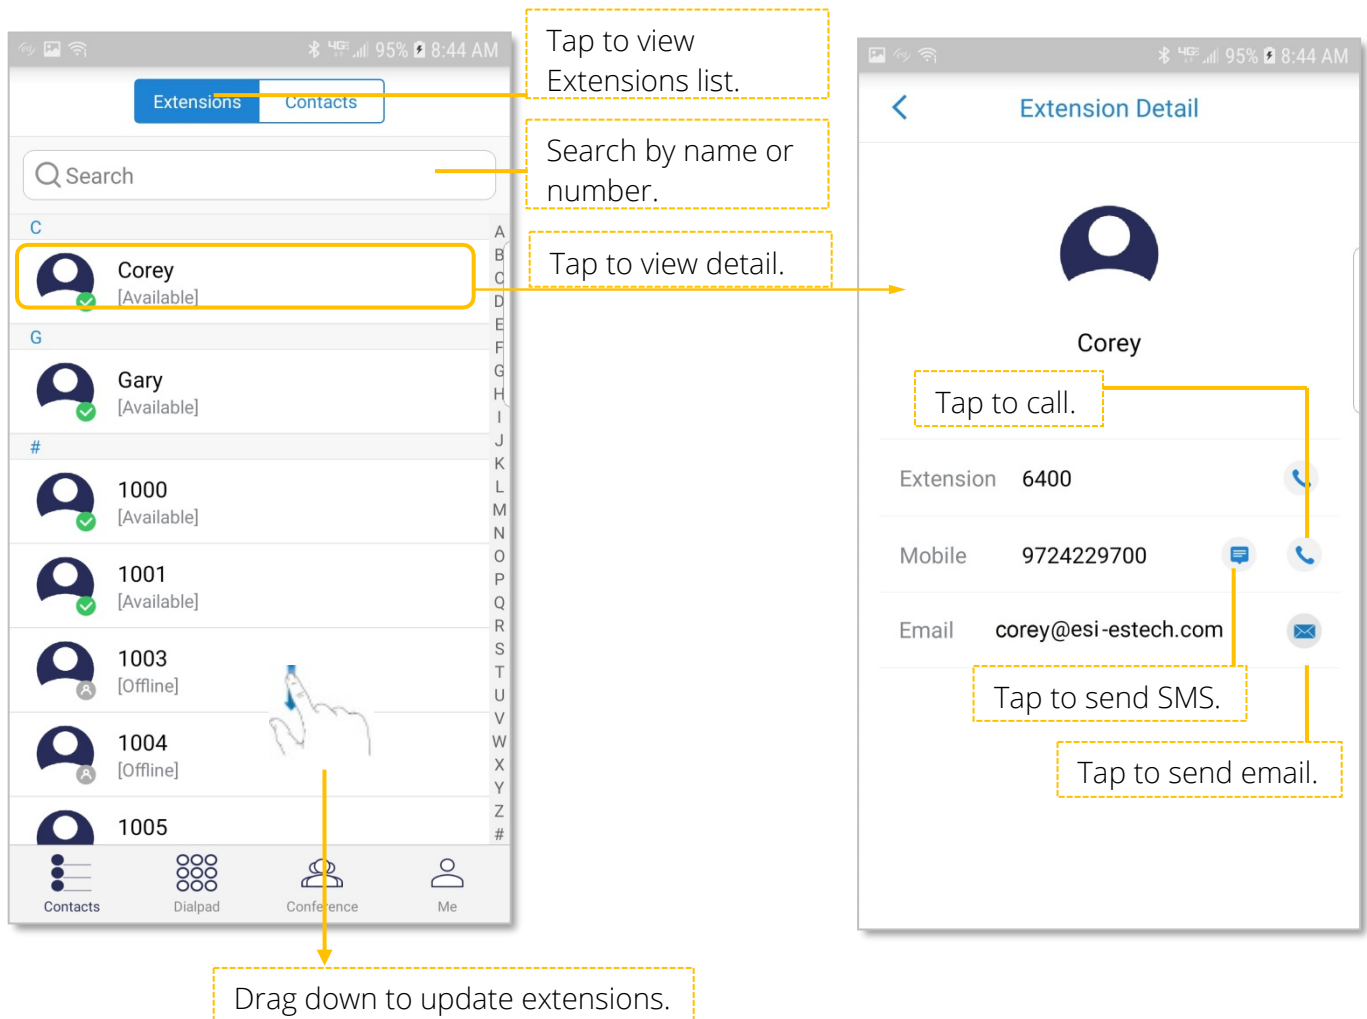 95% 8:44 AM
Extensions Contacts
Search
C
Corey
[Available]
G
Gary
[Available]
#
1000
[Available]
1001
[Available]
1003
[Offline]
1004
[Offline]
1005
A
B
C
D
E
F
G
H
I
J
K
L
M
N
O
P
Q
R
S
T
U
V
W
X
Y
Z
#
Contacts Dialpad Conference Me
Tap to view
Extensions list.
Search by name or
number.
Tap to view detail.
Drag down to update extensions.
4GE 95% 8:44 AM
Extension Detail
Corey
Tap to call.
Extension 6400
Mobile 9724229700
Email corey@esi-estech.com
Tap to send SMS.
Tap to send email.